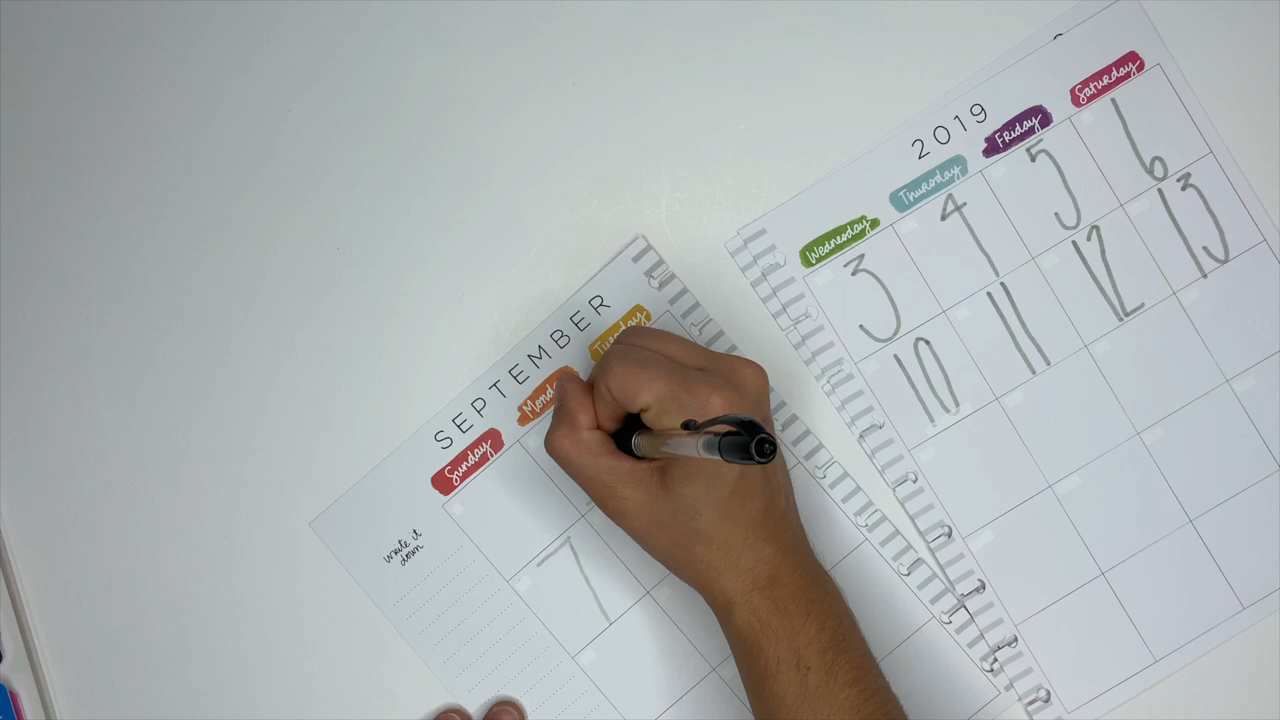 SEPTEMBER
Sunday
Tuesday
write it
down
7
2019
Wednesday Thursday Friday Saturday
3 4 5 6
10 11 12 13